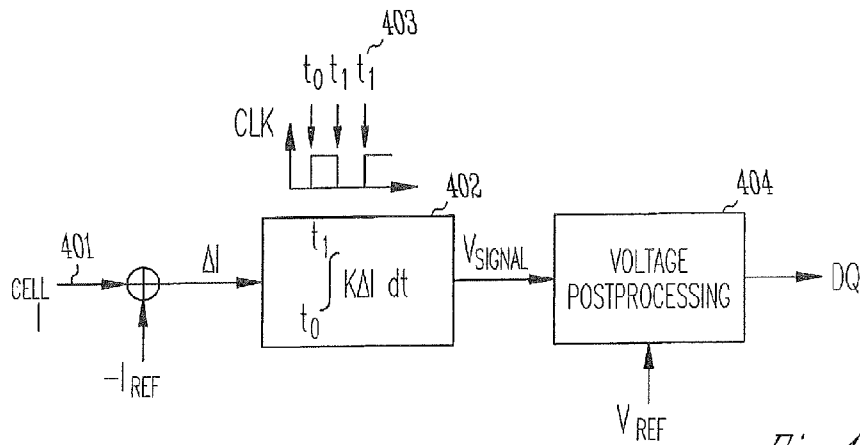 403
t0 t1 t1
CLK
402
404
401
ΔI
t1
∫ KΔI dt
t0
VSIGNAL
VOLTAGE
POSTPROCESSING
DQ
CELL
I
-IREF
VREF